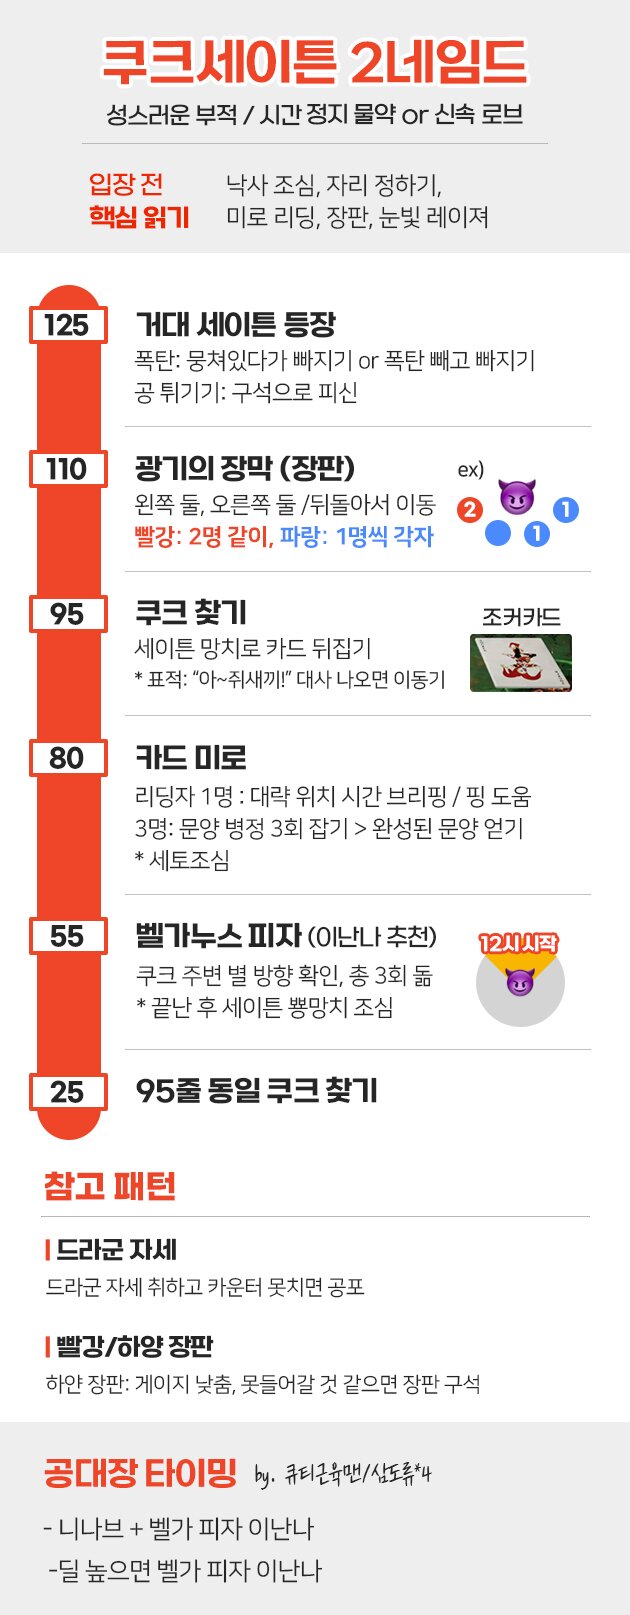 쿠크세이튼 2네임드
성스러운 부적 / 시간 정지 물약 or 신속 로브
입장 전
핵심 읽기
낙사 조심, 자리 정하기,
미로 리딩, 장판, 눈빛 레이져
125
거대 세이튼 등장
폭탄: 뭉쳐있다가 빠지기 or 폭탄 빼고 빠지기
공 튀기기: 구석으로 피신
110
광기의 장막 (장판)
왼쪽 둘, 오른쪽 둘 /뒤돌아서 이동
빨강: 2명 같이, 파랑: 1명씩 각자
ex)
2
1
1
95
쿠크 찾기
세이튼 망치로 카드 뒤집기
* 표적: “아~쥐새끼!” 대사 나오면 이동기
조커카드
80
카드 미로
리딩자 1명 : 대략 위치 시간 브리핑 / 핑 도움
3명: 문양 병정 3회 잡기 > 완성된 문양 얻기
* 세토조심
55
벨가누스 피자 (이난나 추천)
쿠크 주변 별 방향 확인, 총 3회 돎
* 끝난 후 세이튼 뿅망치 조심
12시 시작
25
95줄 동일 쿠크 찾기
참고 패턴
드라군 자세
드라군 자세 취하고 카운터 못치면 공포
빨강/하양 장판
하얀 장판: 게이지 낮춤, 못들어갈 것 같으면 장판 구석
공대장 타이밍 by. 큐티근육맨/삼도류*4
- 니나브 + 벨가 피자 이난나
-딜 높으면 벨가 피자 이난나